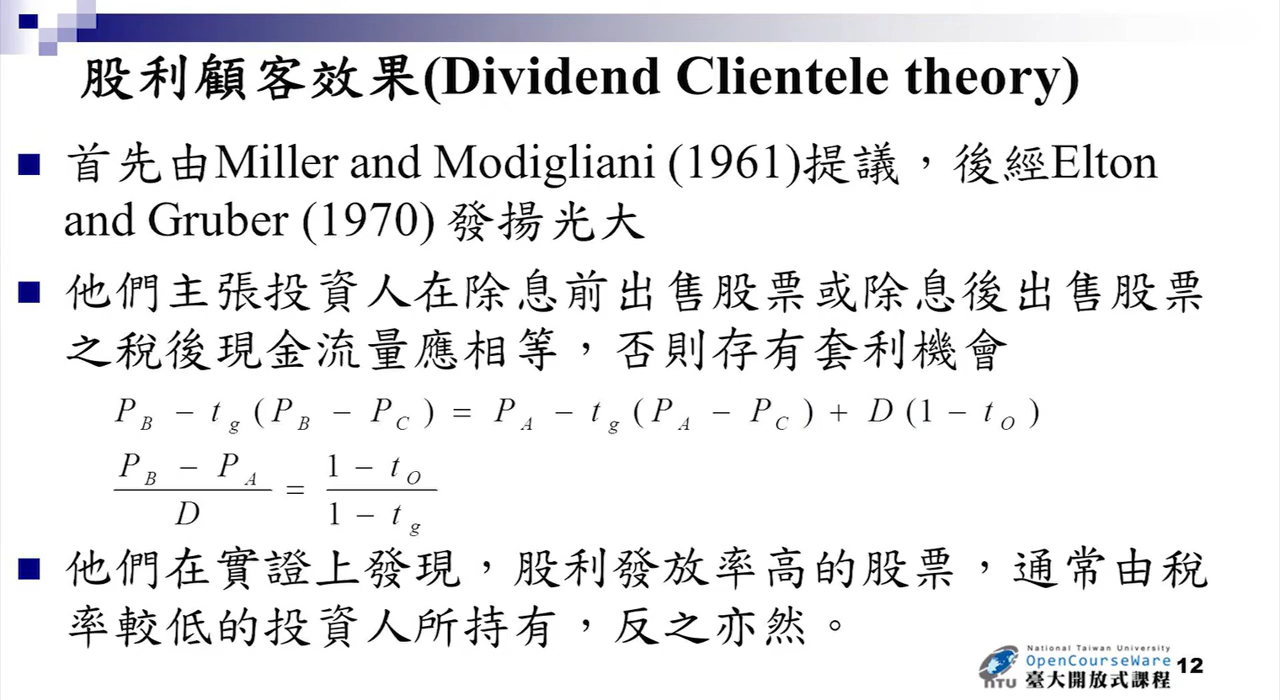 股利顧客效果(Dividend Clientele theory)
首先由Miller and Modigliani (1961)提議，後經Elton
and Gruber (1970) 發揚光大
他們主張投資人在除息前出售股票或除息後出售股票
之稅後現金流量應相等，否則存有套利機會
P_B − t_g (P_B − P_C) = P_A − t_g (P_A − P_C) + D (1 − t_O)
(P_B − P_A) / D = (1 − t_O) / (1 − t_g)
他們在實證上發現，股利發放率高的股票，通常由稅
率較低的投資人所持有，反之亦然。
National Taiwan University
OpenCourseWare
NTU 臺大開放式課程
12